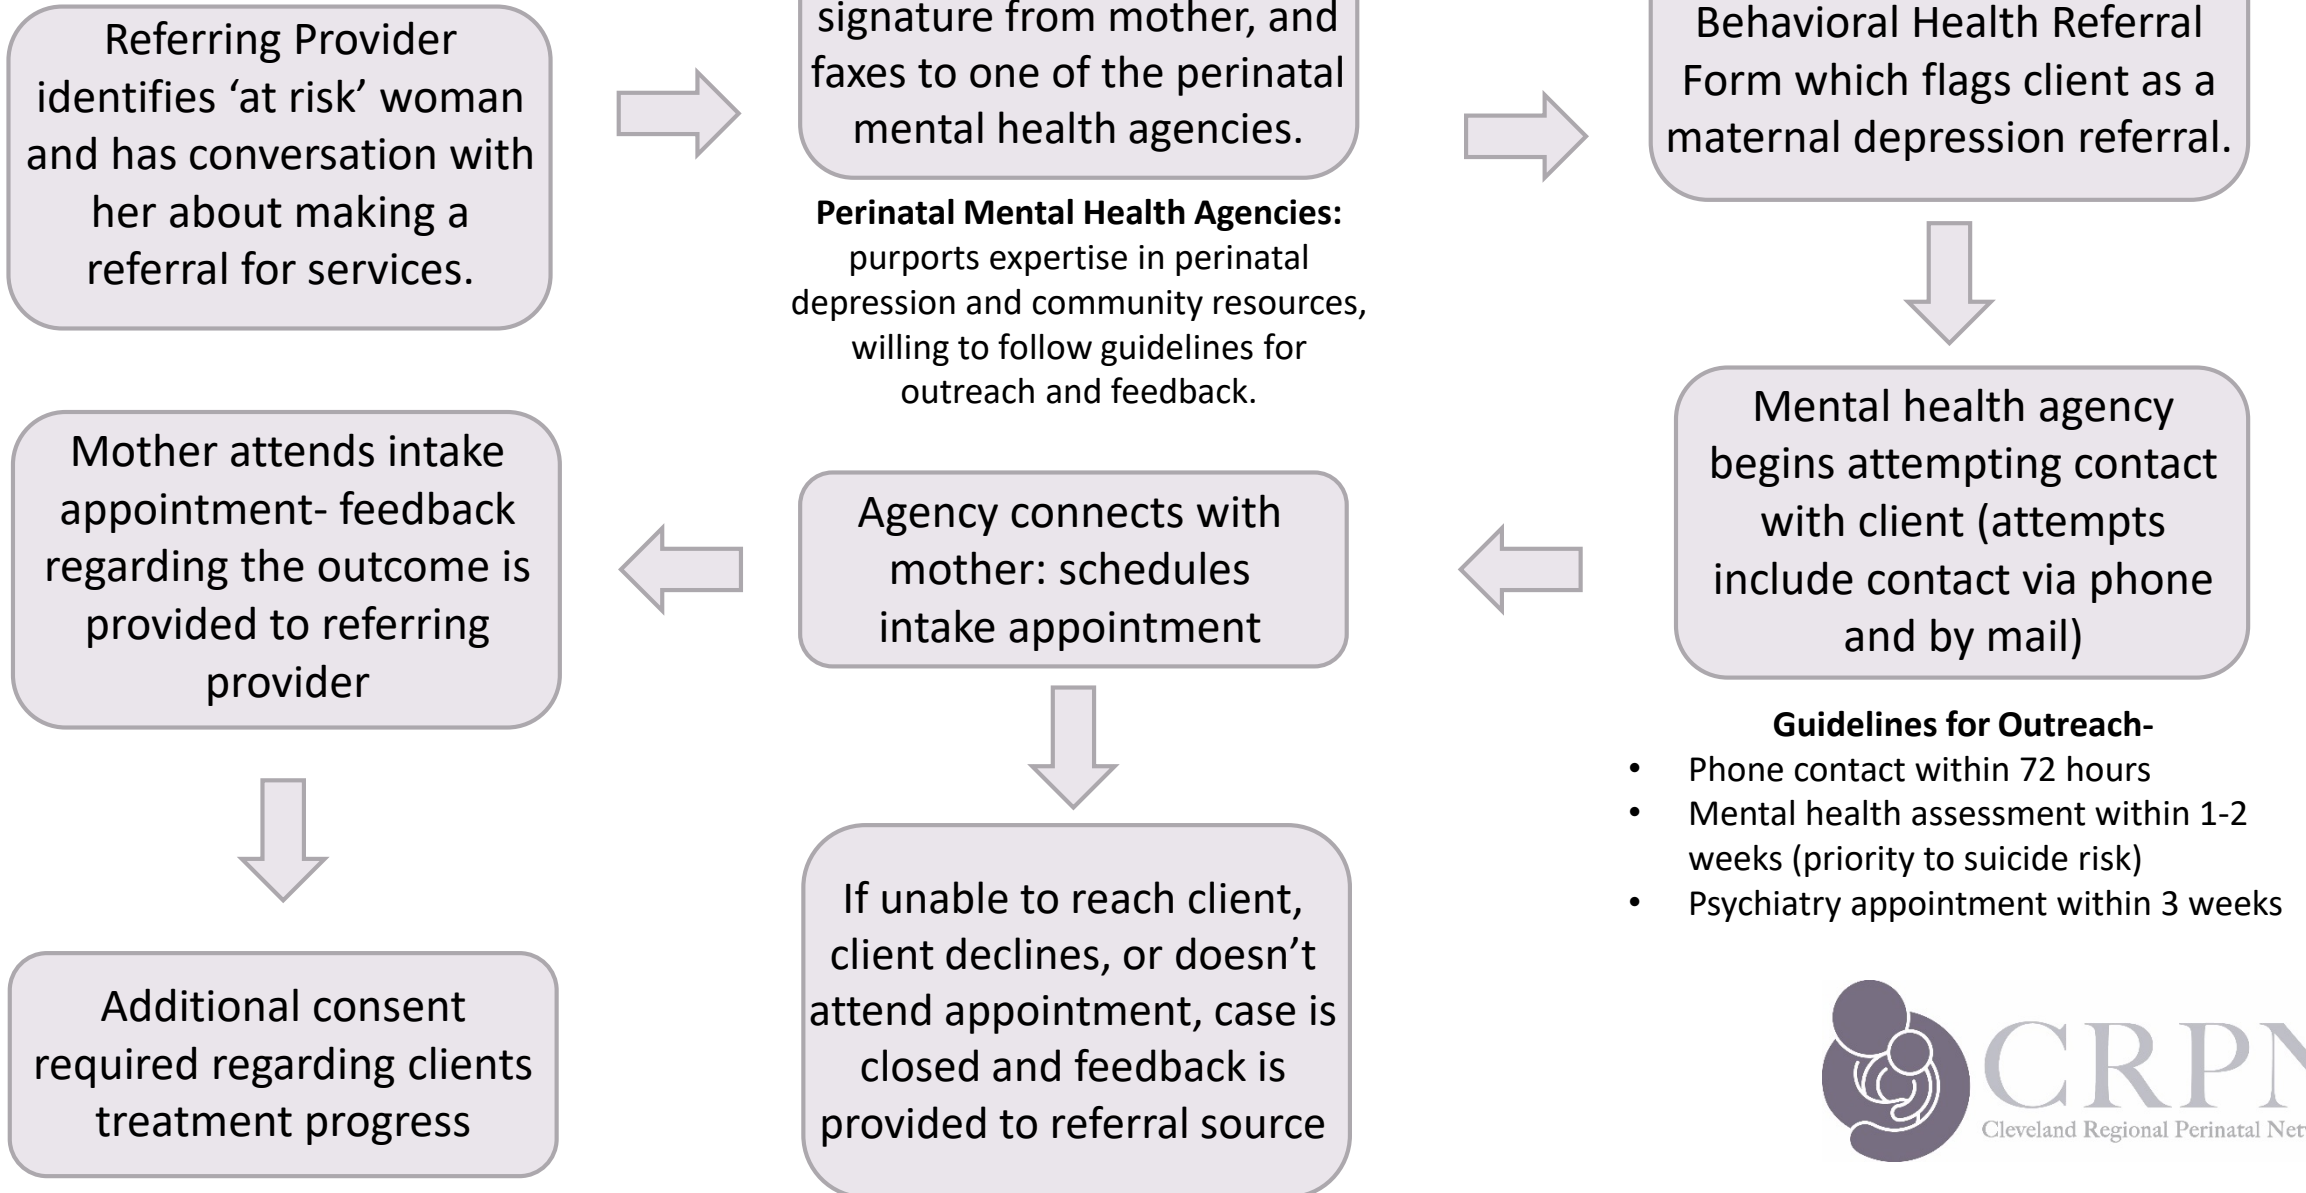 Referring Provider
identifies ‘at risk’ woman
and has conversation with
her about making a
referral for services.
signature from mother, and
faxes to one of the perinatal
mental health agencies.
Perinatal Mental Health Agencies:
purports expertise in perinatal
depression and community resources,
willing to follow guidelines for
outreach and feedback.
Behavioral Health Referral
Form which flags client as a
maternal depression referral.
Mental health agency
begins attempting contact
with client (attempts
include contact via phone
and by mail)
Guidelines for Outreach-
• Phone contact within 72 hours
• Mental health assessment within 1-2
weeks (priority to suicide risk)
• Psychiatry appointment within 3 weeks
Agency connects with
mother: schedules
intake appointment
Mother attends intake
appointment- feedback
regarding the outcome is
provided to referring
provider
Additional consent
required regarding clients
treatment progress
If unable to reach client,
client declines, or doesn’t
attend appointment, case is
closed and feedback is
provided to referral source
CRPN
Cleveland Regional Perinatal Net